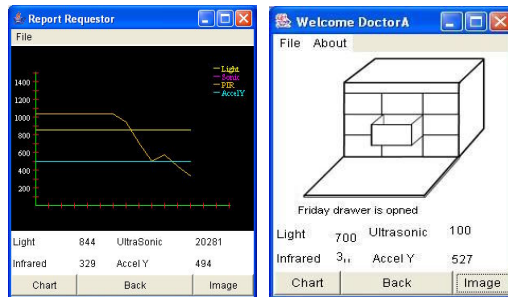 Report Requestor
File
Light
Sonic
PIR
AccelY
1400
1200
1000
800
600
400
200
Light 844 UltraSonic 20281
Infrared 329 Accel Y 494
Chart Back Image
Welcome DoctorA
File About
Friday drawer is opned
Light 700 UltraSonic 100
Infrared Accel Y 527
Chart Back Image